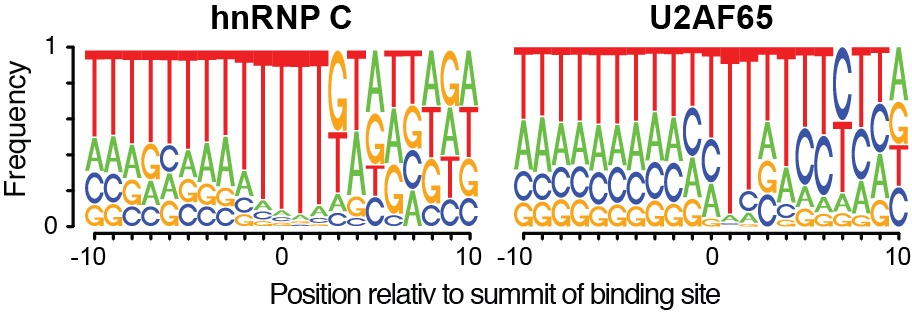 hnRNP C U2AF65
Frequency
1
0
-10 0 10 -10 0 10
Position relativ to summit of binding site